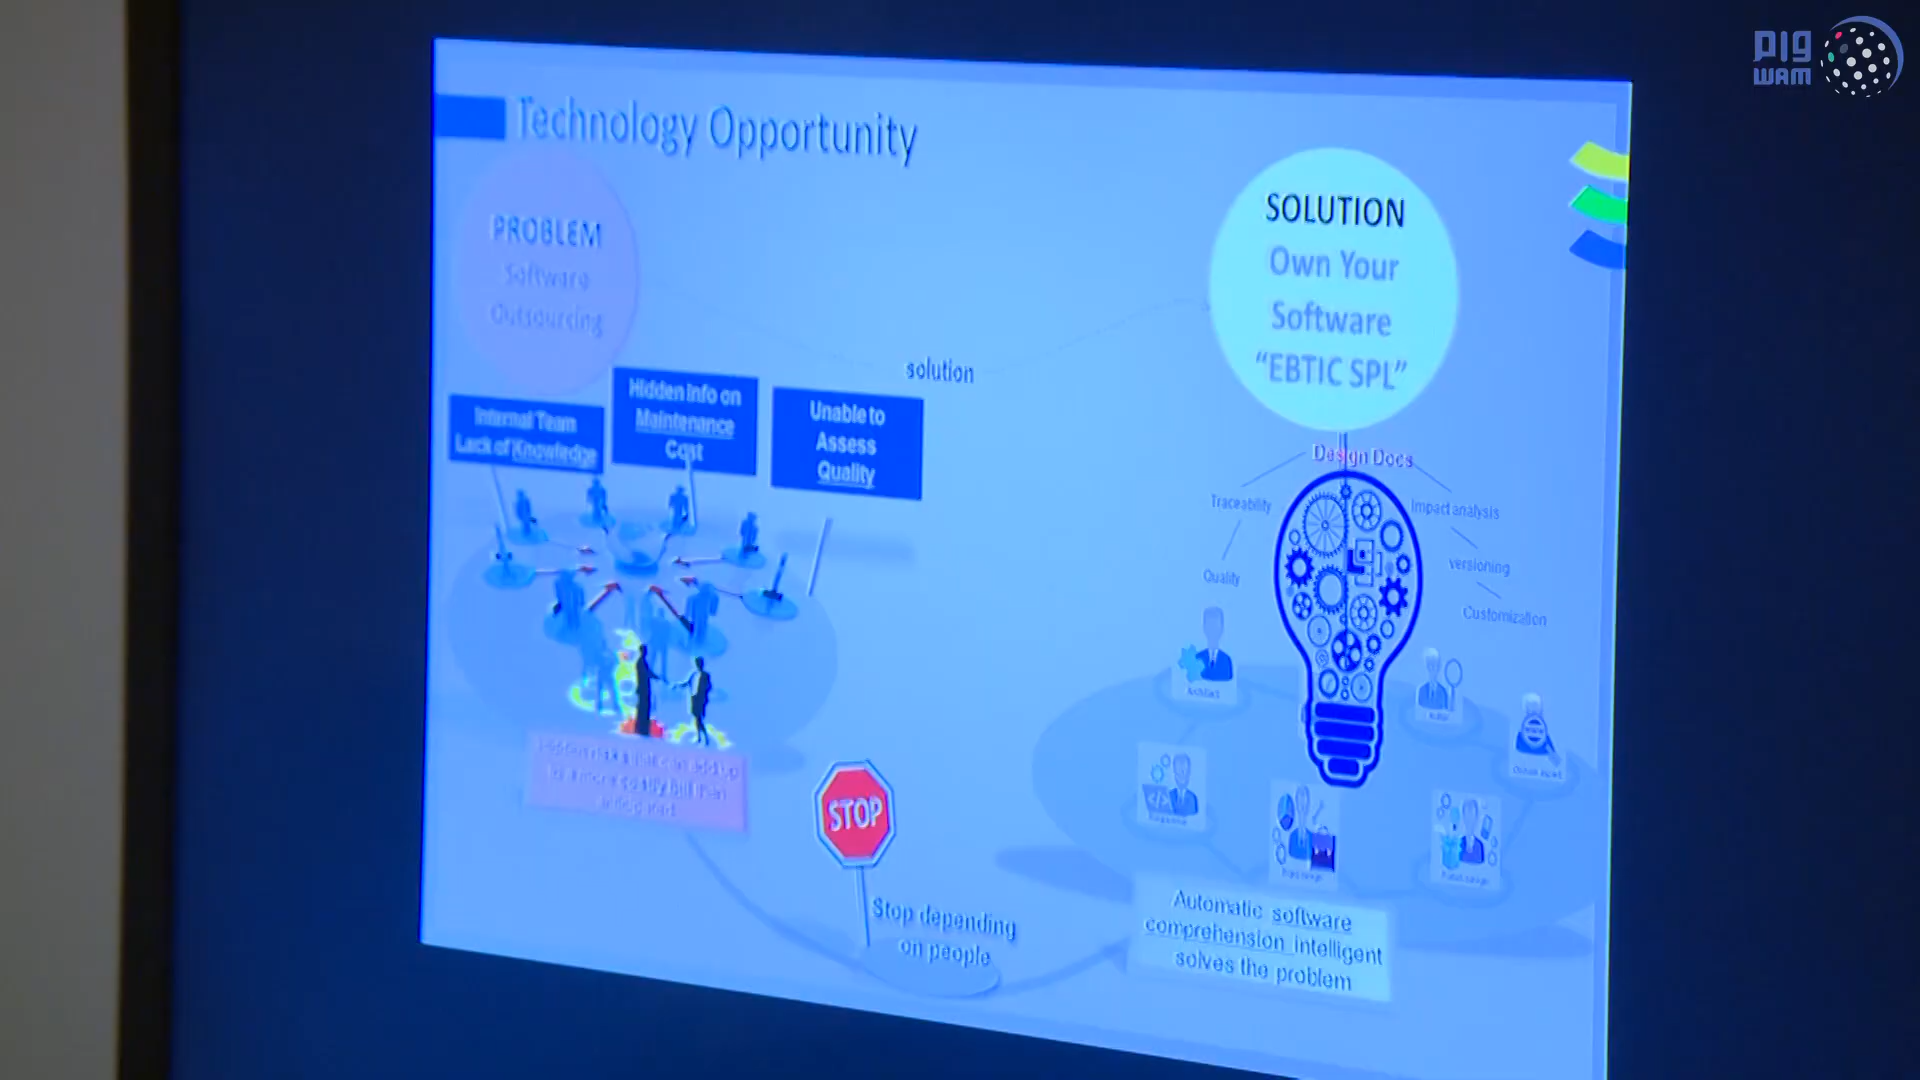 Technology Opportunity
PROBLEM
Software
Outsourcing
SOLUTION
Own Your
Software
“EBTIC SPL”
solution
Internal Team
Lack of Knowledge
Hidden Info on
Maintenance
Cost
Unable to
Assess
Quality
Design Docs
Traceability
Impact analysis
Quality
versioning
Customization
Architect
STOP
Stop depending
on people
Automatic software
comprehension intelligent
solves the problem
PIG
WAM